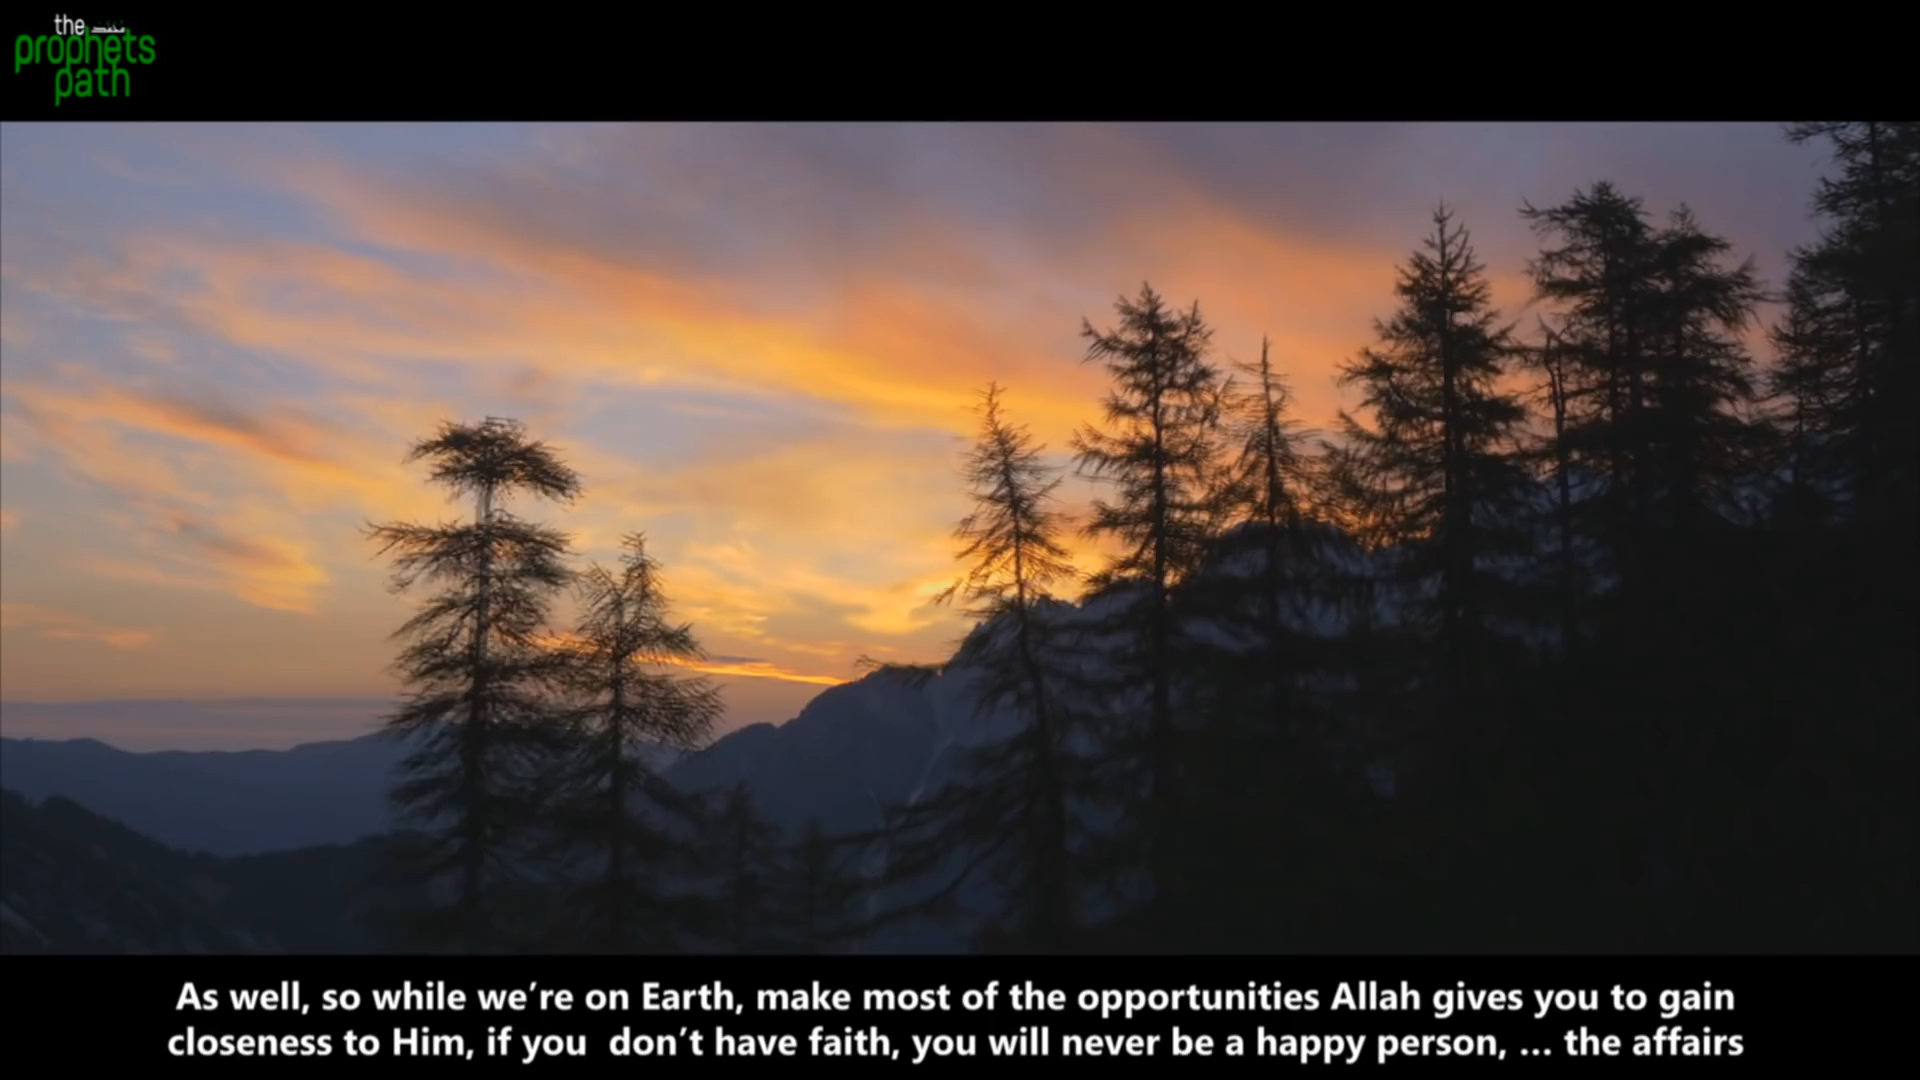 the محمد
prophets
path
As well, so while we’re on Earth, make most of the opportunities Allah gives you to gain
closeness to Him, if you  don’t have faith, you will never be a happy person, ... the affairs